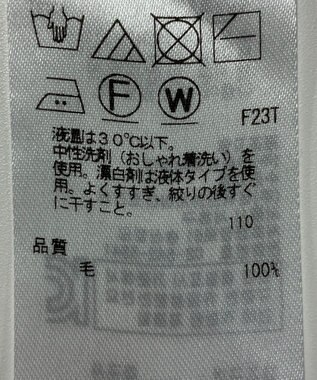 F W
F23T
液温は30℃以下。
中性洗剤(おしゃれ着洗い)を
使用。漂白剤は液体タイプを使
用。よくすすぎ、絞りの後すぐ
に干すこと。
110
品質
毛 100%